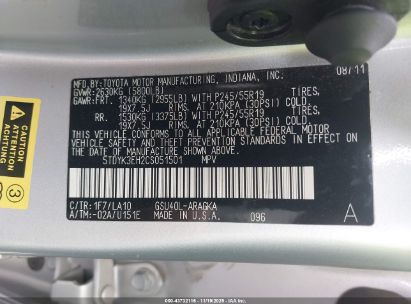 MFD. BY: TOYOTA MOTOR MANUFACTURING, INDIANA, INC. 08/11
GVWR: 2630KG (5800LB)
GAWR: FRT. 1340KG (2955LB) WITH P245/55R19 TIRES,
19X7.5J RIMS, AT 210KPA (30PSI) COLD.
RR. 1530KG (3375LB) WITH P245/55R19 TIRES,
19X7.5J RIMS, AT 210KPA (30PSI) COLD.
THIS VEHICLE CONFORMS TO ALL APPLICABLE FEDERAL MOTOR
VEHICLE SAFETY, BUMPER, AND THEFT PREVENTION STANDARDS IN
EFFECT ON THE DATE OF MANUFACTURE SHOWN ABOVE.
5TDYK3EH2CS051501 MPV
C/TR: 1F7/LA10 GSU40L-ARAGKA
A/TM: -02A/U151E MADE IN U.S.A. 096 A